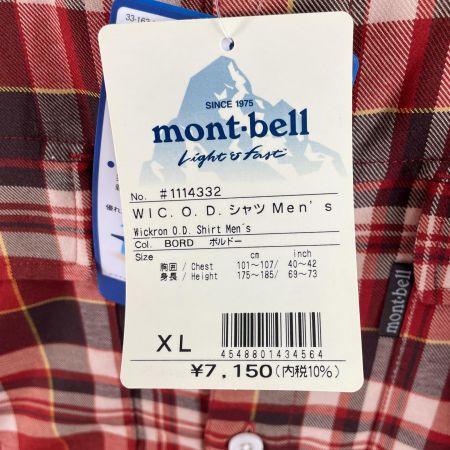 33-163
SINCE 1975
mont·bell
Light & Fast
No. #1114332
WIC. O. D. シャツ Men's
Wickron O.D. Shirt Men's
Col. BORD ボルドー
Size cm inch
胸囲 / Chest 101~107/ 40~42
身長 / Height 175~185/ 69~73
XL
4548801434564
¥7,150(内税10%)
mont-bell